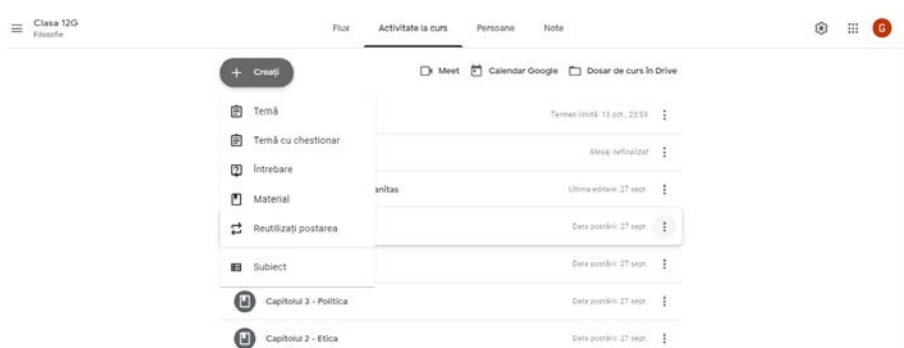 Clasa 12G
Filosofie
Flux Activitate la curs Persoane Note
G
Creați
Meet Calendar Google Dosar de curs în Drive
Temă
Termen limită: 13 oct., 23:59
Temă cu chestionar
Mesaj nefinalizat
Întrebare
Material
anitas
Ultima editare: 27 sept.
Reutilizați postarea
Data postării: 27 sept.
Subiect
Data postării: 27 sept.
Capitolul 3 - Politica
Data postării: 27 sept.
Capitolul 2 - Etica
Data postării: 27 sept.